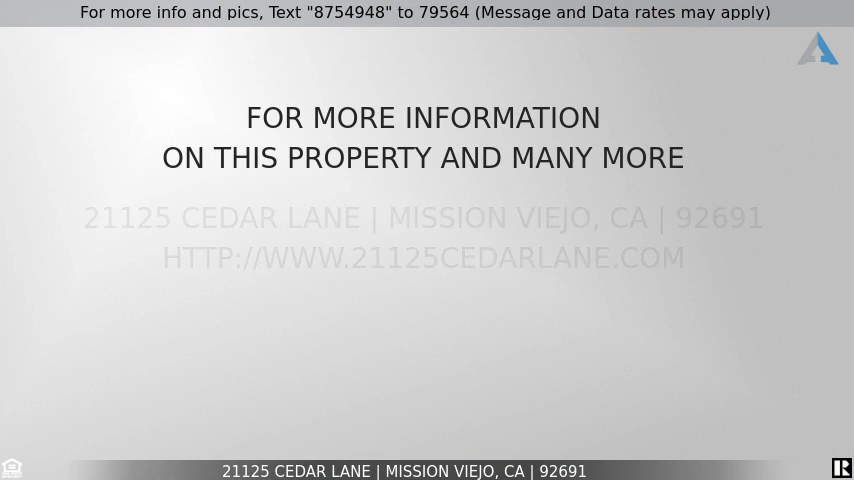 For more info and pics, Text "8754948" to 79564 (Message and Data rates may apply)
FOR MORE INFORMATION
ON THIS PROPERTY AND MANY MORE
21125 CEDAR LANE | MISSION VIEJO, CA | 92691
HTTP://WWW.21125CEDARLANE.COM
21125 CEDAR LANE | MISSION VIEJO, CA | 92691